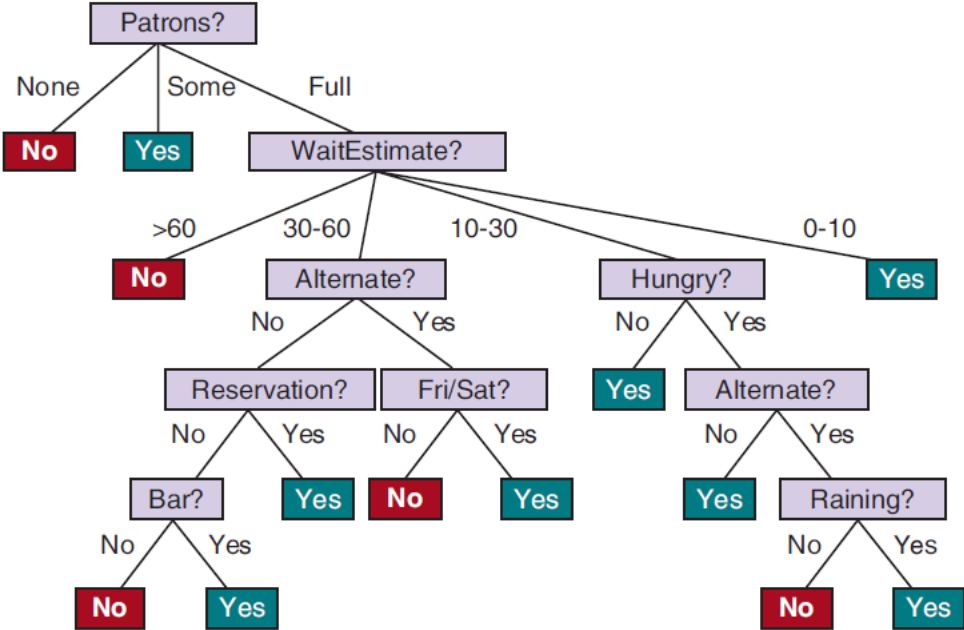 Patrons?
None Some Full
No Yes WaitEstimate?
>60 30-60 10-30 0-10
No Alternate? Hungry? Yes
No Yes No Yes
Reservation? Fri/Sat? Yes Alternate?
No Yes No Yes No Yes
Bar? Yes No Yes Yes Raining?
No Yes No Yes
No Yes No Yes